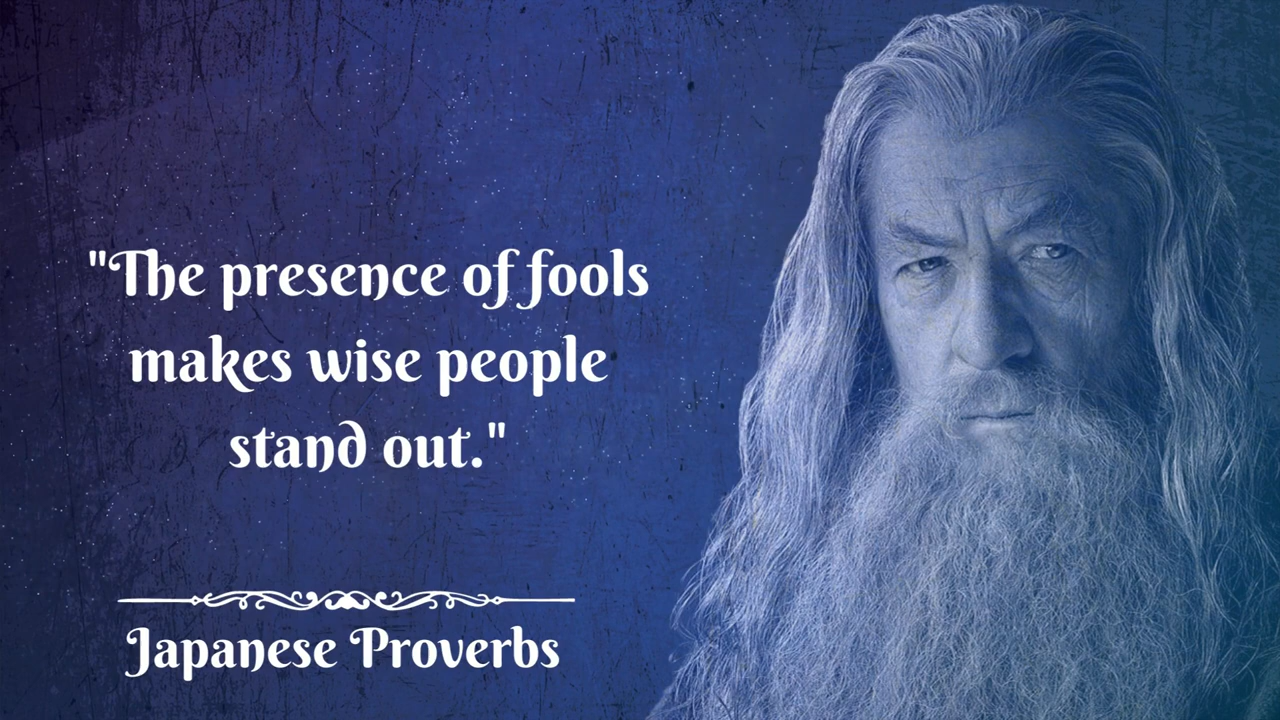 "The presence of fools
makes wise people
stand out."
Japanese Proverbs